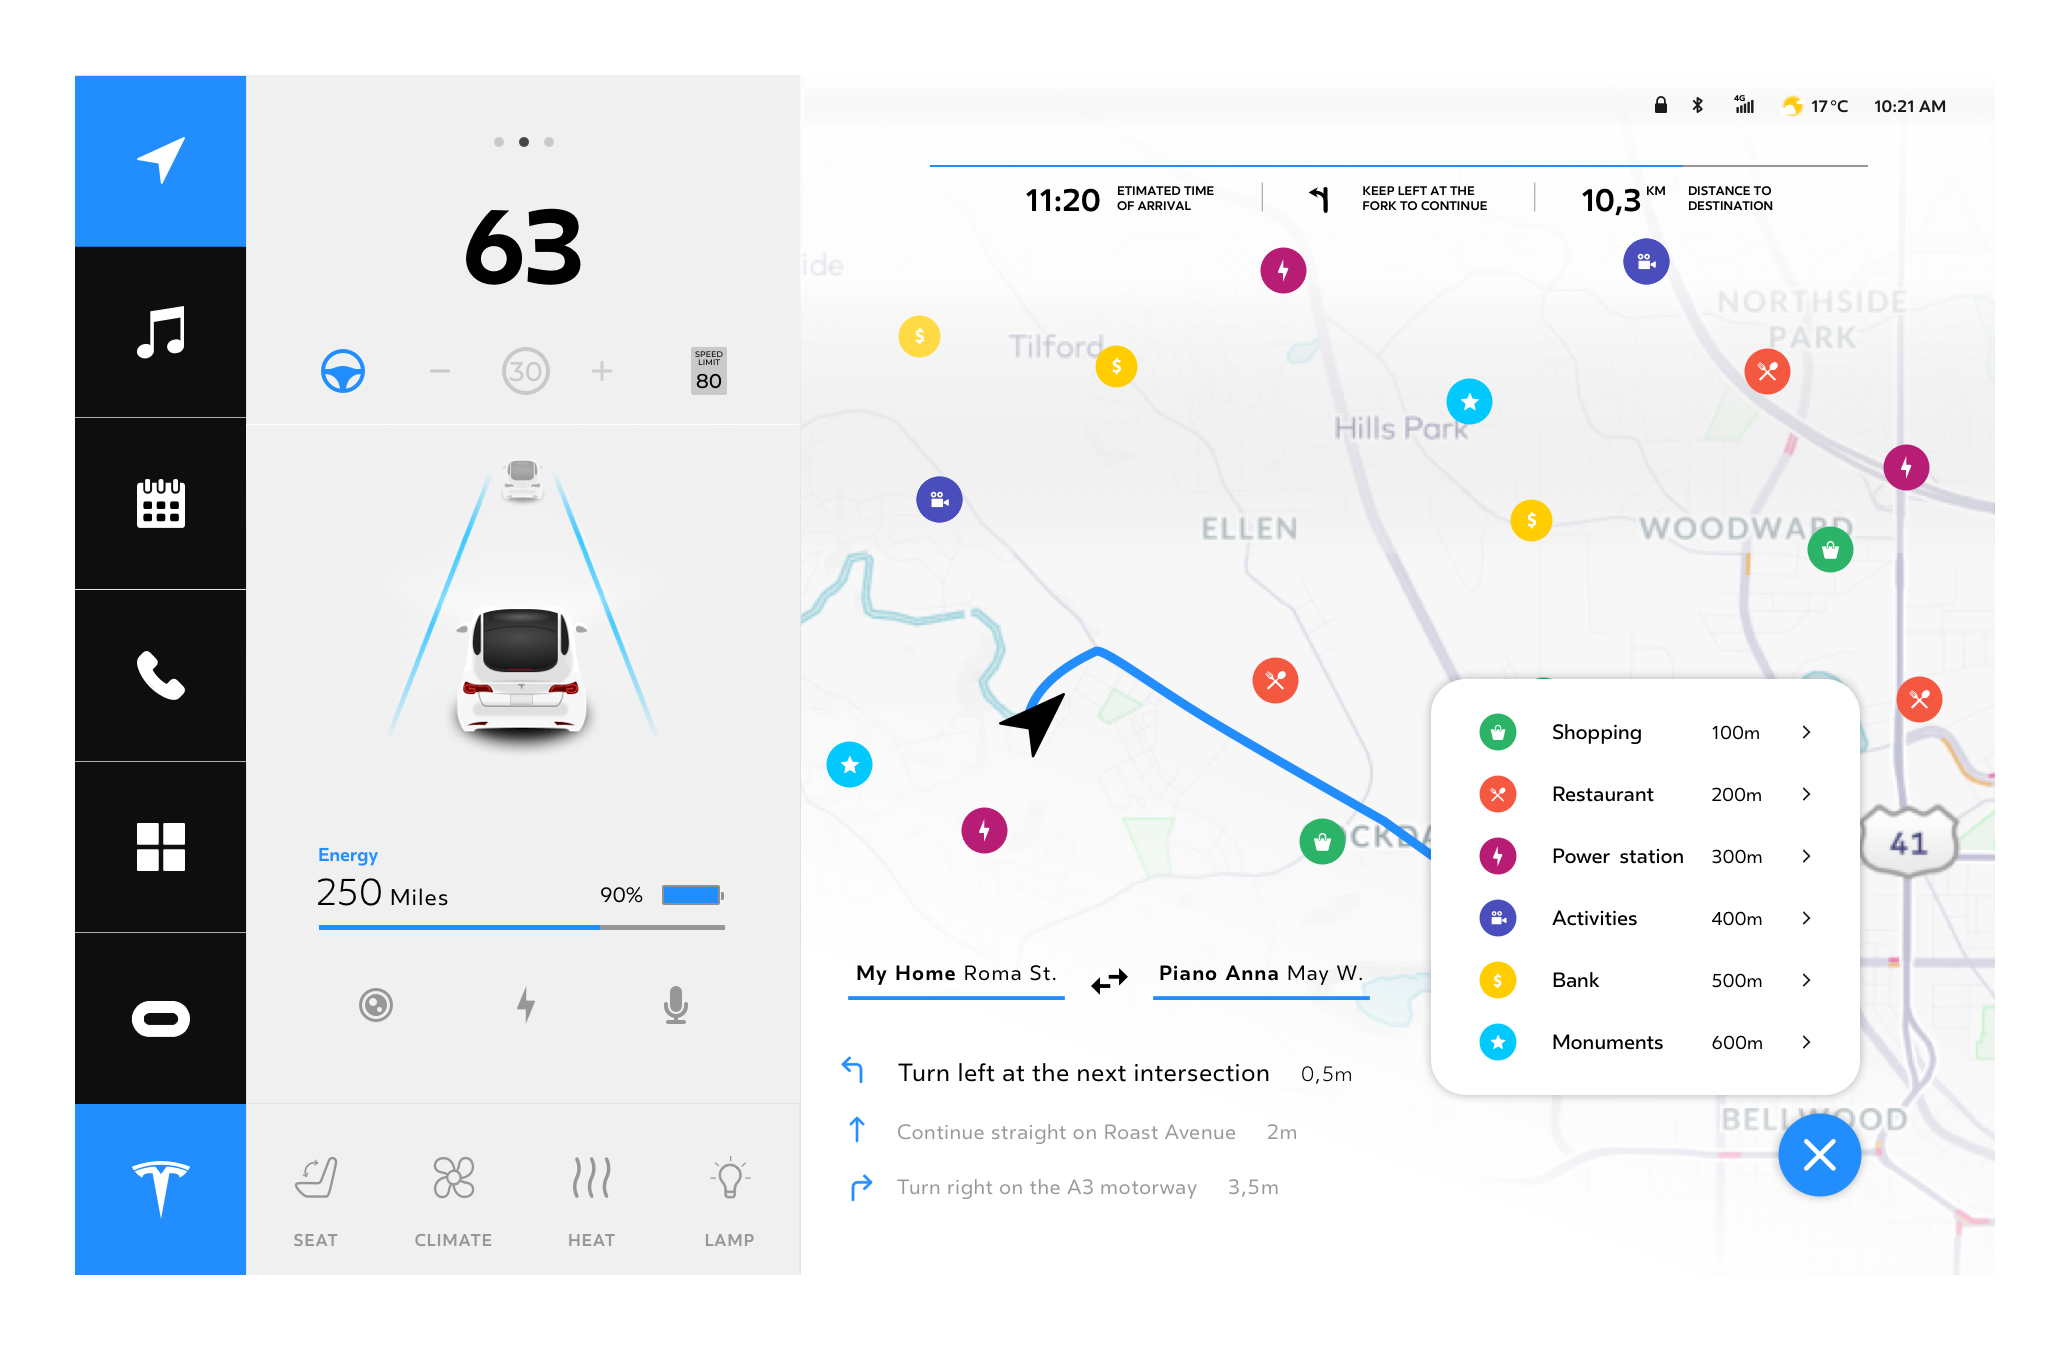 63
30
SPEED
LIMIT
80
Energy
250 Miles
90%
SEAT
CLIMATE
HEAT
LAMP
4G
17°C
10:21 AM
11:20
ETIMATED TIME
OF ARRIVAL
KEEP LEFT AT THE
FORK TO CONTINUE
10,3 KM
DISTANCE TO
DESTINATION
ide
Tilford
NORTHSIDE
PARK
Hills Park
ELLEN
WOODWARD
CKDA
41
BELLWOOD
My Home Roma St.
Piano Anna May W.
Turn left at the next intersection 0,5m
Continue straight on Roast Avenue 2m
Turn right on the A3 motorway 3,5m
Shopping 100m
Restaurant 200m
Power station 300m
Activities 400m
Bank 500m
Monuments 600m